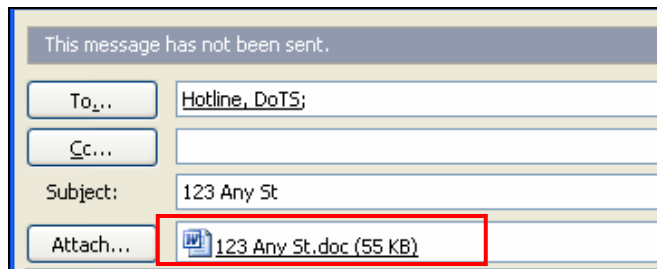 This message has not been sent.
To... Hotline, DoTS;
Cc...
Subject: 123 Any St
Attach... 123 Any St.doc (55 KB)